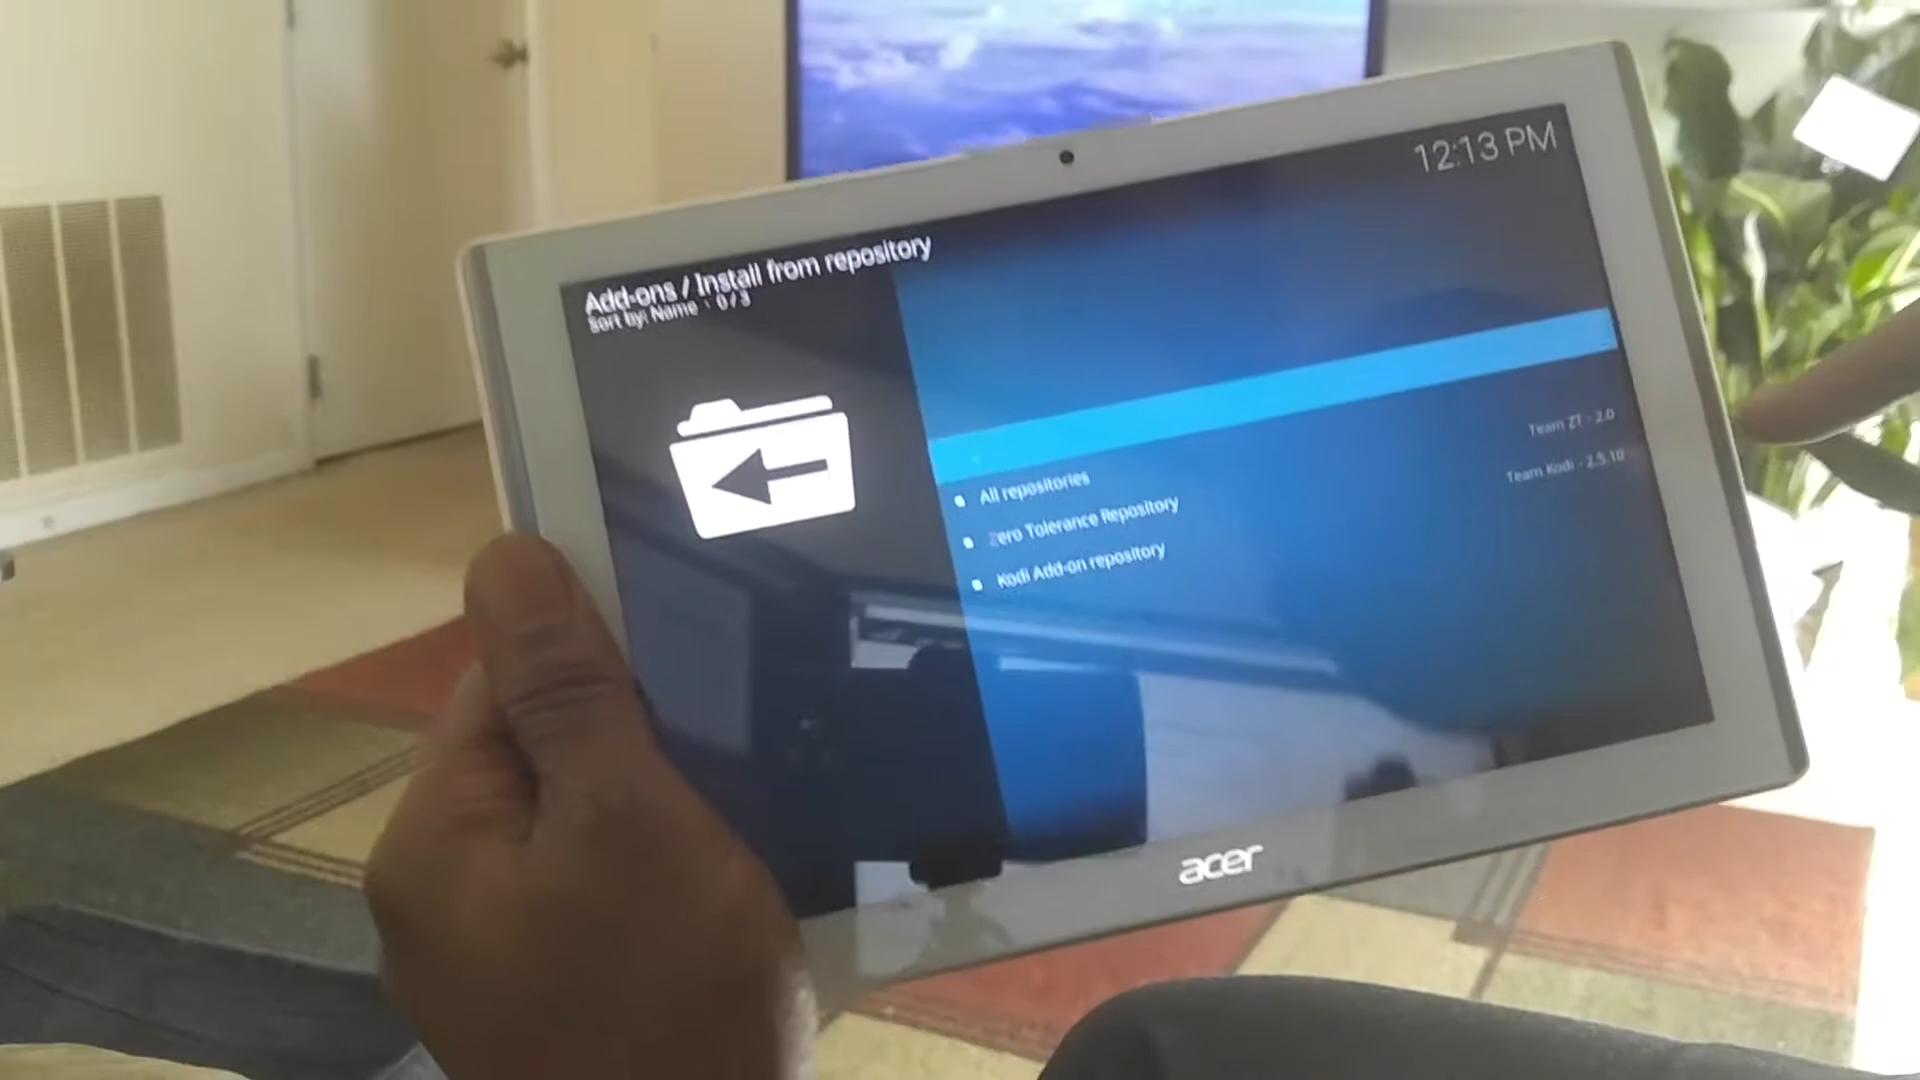 12:13 PM
Add-ons / Install from repository
Sort by: Name · 0 / 3
All repositories
Zero Tolerance Repository
Team ZT - 2.0
Kodi Add-on repository
Team Kodi - 2.5.10
acer